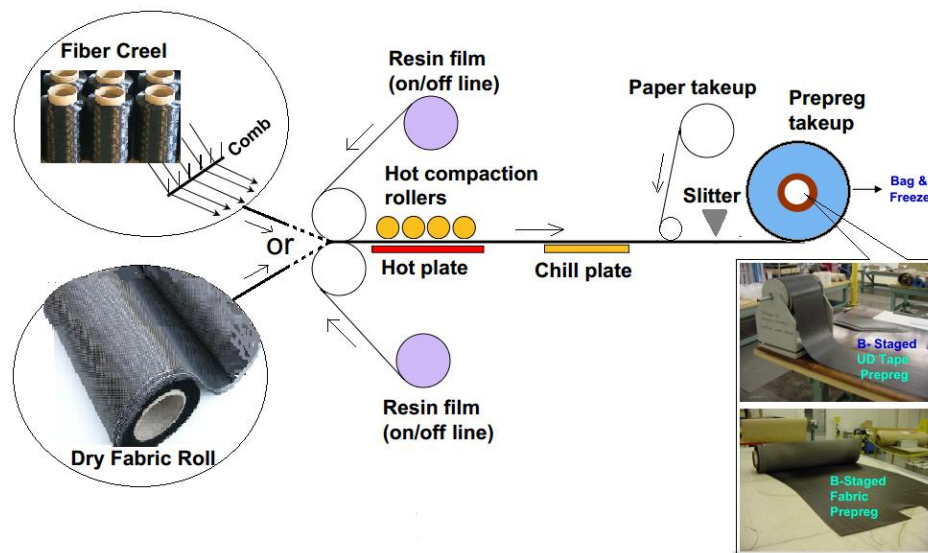 Fiber Creel
Comb
Resin film
(on/off line)
Paper takeup
Prepreg
takeup
Hot compaction
rollers
Slitter
Bag &
Freeze
or
Hot plate
Chill plate
Dry Fabric Roll
Resin film
(on/off line)
B- Staged
UD Tape
Prepreg
B-Staged
Fabric
Prepreg